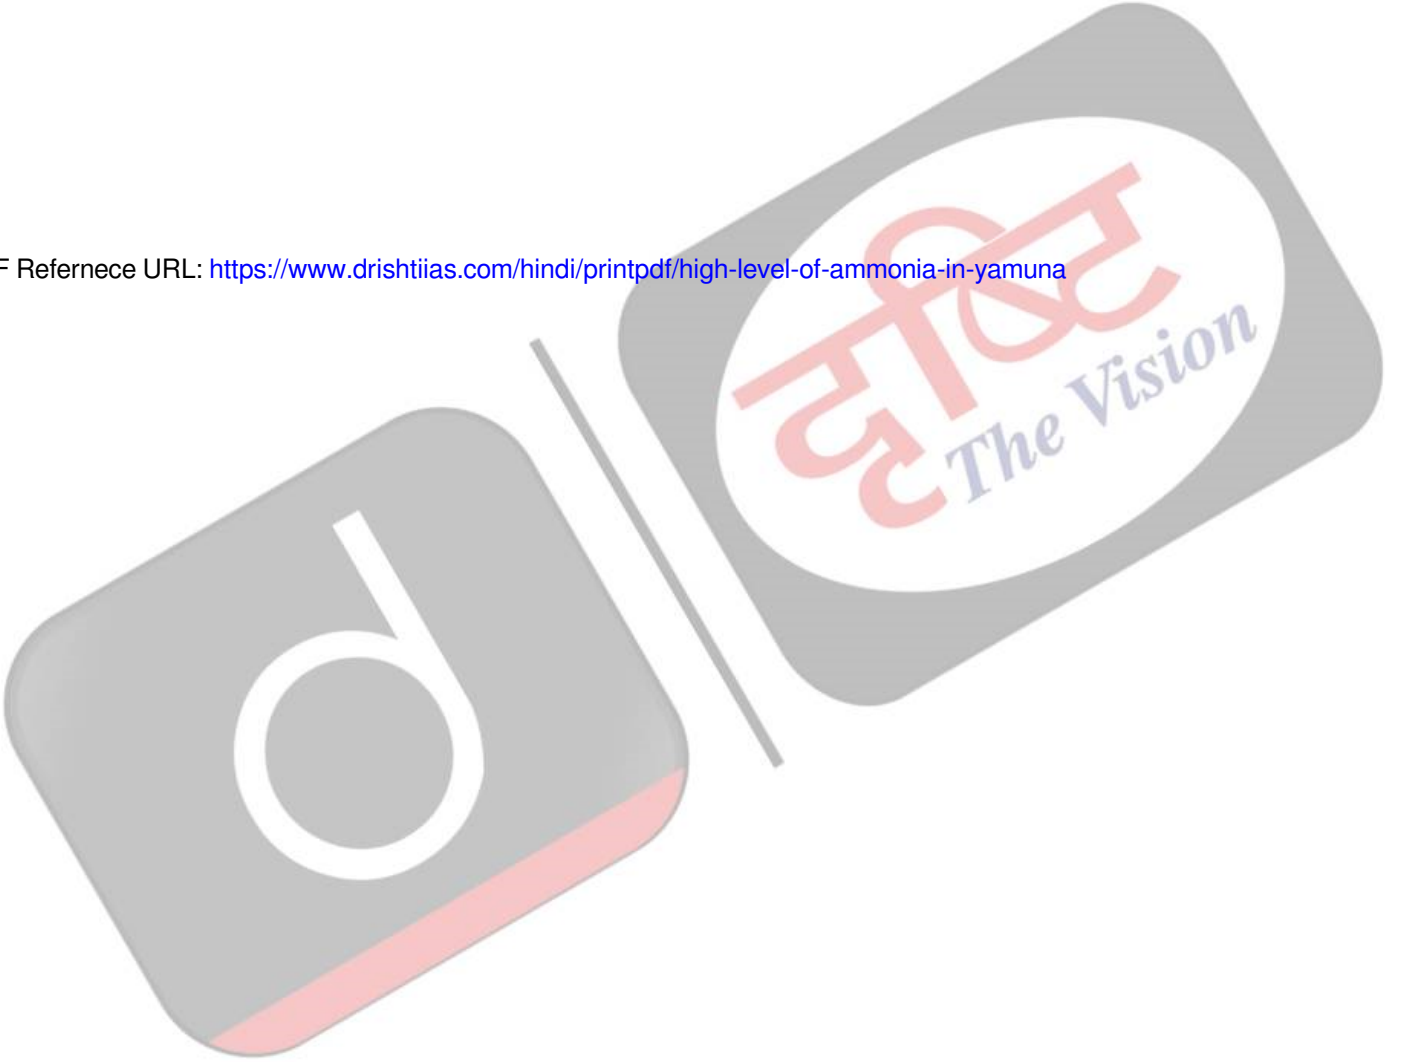 F Refernece URL: https://www.drishtiias.com/hindi/printpdf/high-level-of-ammonia-in-yamuna
d
दृष्टि
The Vision